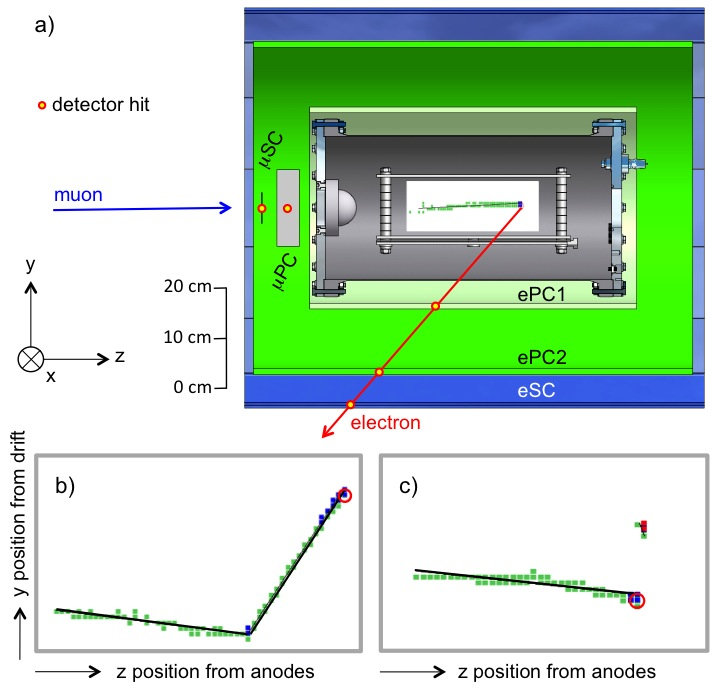 a)
detector hit
μSC
muon
μPC
y
z
x
20 cm
10 cm
0 cm
ePC1
ePC2
eSC
electron
b)
c)
y position from drift
z position from anodes
z position from anodes